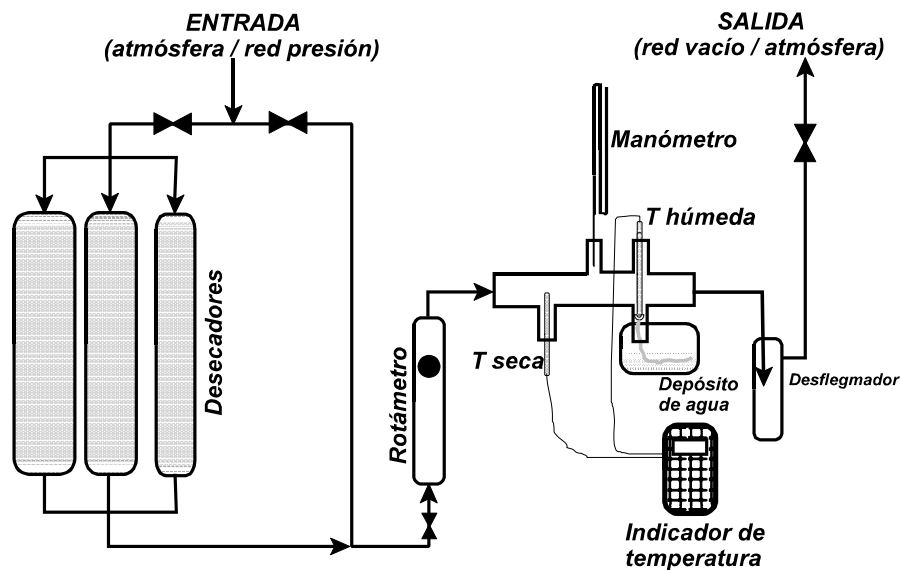 ENTRADA
(atmósfera / red presión)
SALIDA
(red vacío / atmósfera)
Manómetro
T húmeda
Desecadores
T seca
Rotámetro
Depósito
de agua
Desflegmador
Indicador de
temperatura